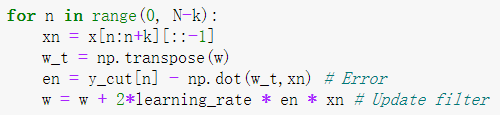 for n in range(0, N-k):
    xn = x[n:n+k][::-1]
    w_t = np.transpose(w)
    en = y_cut[n] - np.dot(w_t,xn) # Error
    w = w + 2*learning_rate * en * xn # Update filter